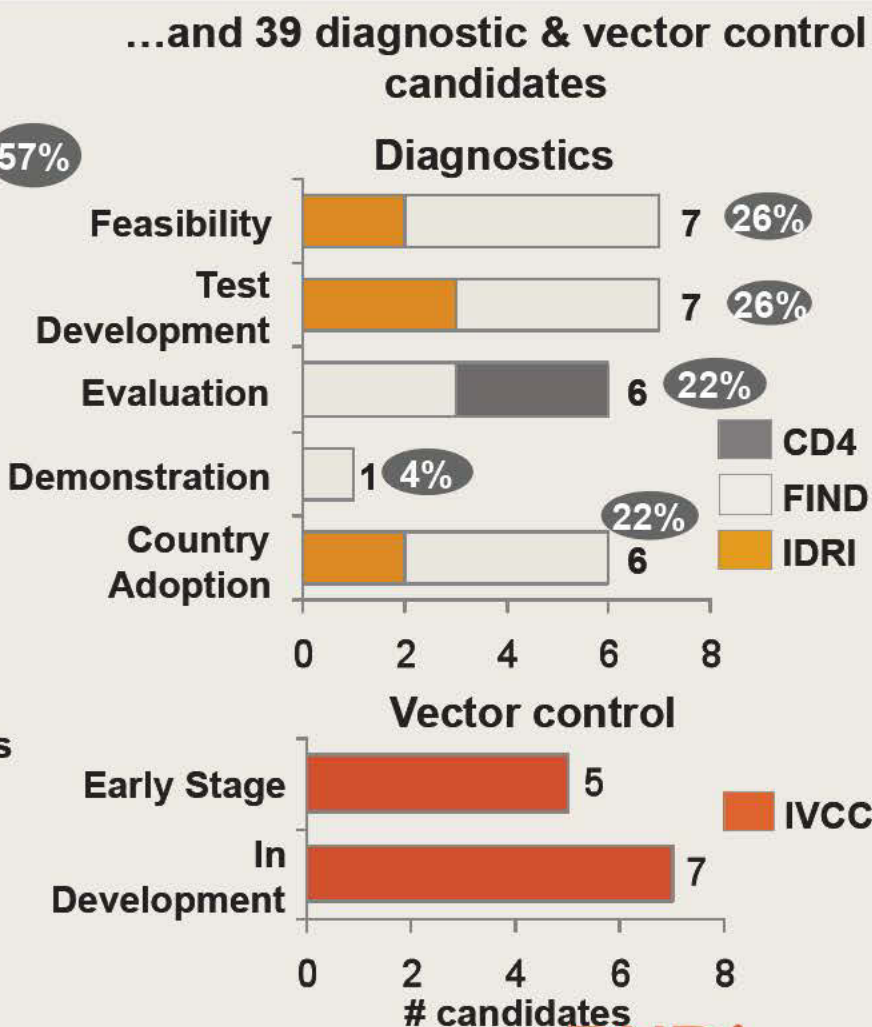 ...and 39 diagnostic & vector control
candidates
57%
Diagnostics
Feasibility
7 26%
Test
Development
7 26%
Evaluation
6 22%
CD4
Demonstration
1 4%
FIND
22%
Country
Adoption
6
IDRI
0 2 4 6 8
Vector control
s
Early Stage
5
IVCC
In
Development
7
0 2 4 6 8
# candidates